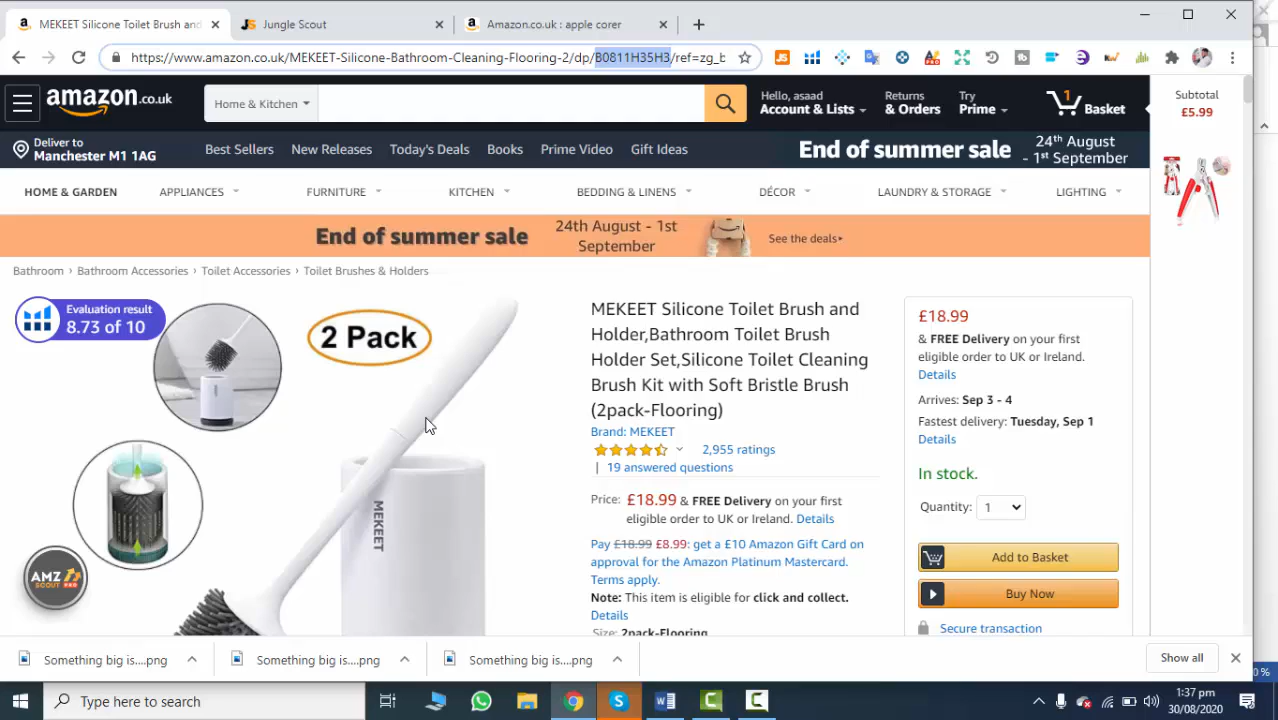 MEKEET Silicone Toilet Brush and
Jungle Scout
Amazon.co.uk : apple corer
https://www.amazon.co.uk/MEKEET-Silicone-Bathroom-Cleaning-Flooring-2/dp/B0811H35H3/ref=zg_b
amazon.co.uk
Home & Kitchen
Hello, asaad
Account & Lists
Returns
& Orders
Try
Prime
1
Basket
Subtotal
£5.99
Deliver to
Manchester M1 1AG
Best Sellers
New Releases
Today's Deals
Books
Prime Video
Gift Ideas
End of summer sale
24th August
- 1st September
HOME & GARDEN
APPLIANCES
FURNITURE
KITCHEN
BEDDING & LINENS
DÉCOR
LAUNDRY & STORAGE
LIGHTING
End of summer sale
24th August - 1st
September
See the deals▸
Bathroom › Bathroom Accessories › Toilet Accessories › Toilet Brushes & Holders
Evaluation result
8.73 of 10
2 Pack
MEKEET
AMZ
SCOUT
PRO
MEKEET Silicone Toilet Brush and
Holder,Bathroom Toilet Brush
Holder Set,Silicone Toilet Cleaning
Brush Kit with Soft Bristle Brush
(2pack-Flooring)
Brand: MEKEET
2,955 ratings
| 19 answered questions
Price: £18.99 & FREE Delivery on your first
eligible order to UK or Ireland. Details
Pay £18.99 £8.99: get a £10 Amazon Gift Card on
approval for the Amazon Platinum Mastercard.
Terms apply.
Note: This item is eligible for click and collect.
Details
Size: 2pack-Flooring
£18.99
& FREE Delivery on your first
eligible order to UK or Ireland.
Details
Arrives: Sep 3 - 4
Fastest delivery: Tuesday, Sep 1
Details
In stock.
Quantity: 1
Add to Basket
Buy Now
Secure transaction
Something big is....png
Something big is....png
Something big is....png
Show all
0 %
Type here to search
1:37 pm
30/08/2020